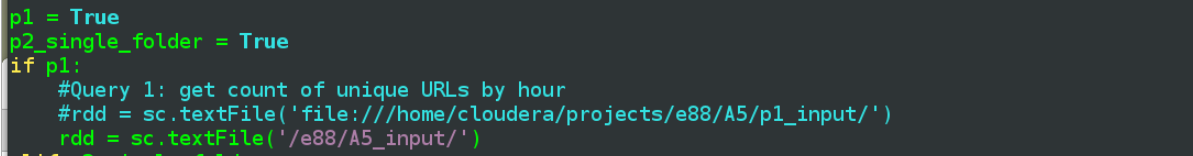 p1 = True
p2_single_folder = True
if p1:
    #Query 1: get count of unique URLs by hour
    #rdd = sc.textFile('file:///home/cloudera/projects/e88/A5/p1_input/')
    rdd = sc.textFile('/e88/A5_input/')